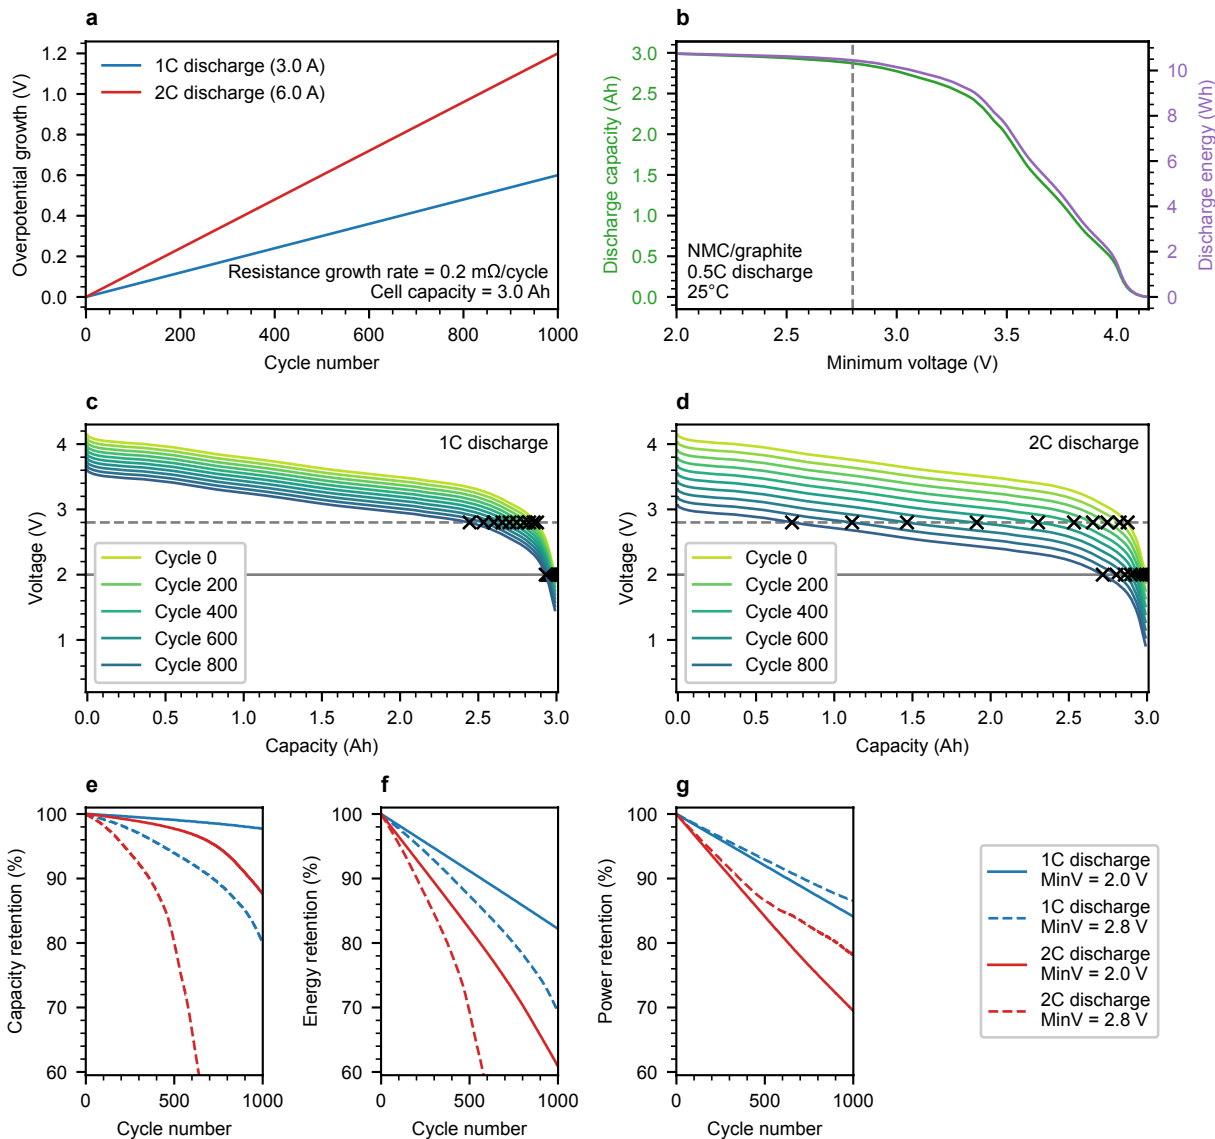 a
1.2
1.0
0.8
0.6
0.4
0.2
0.0
Overpotential growth (V)
1C discharge (3.0 A)
2C discharge (6.0 A)
Resistance growth rate = 0.2 mΩ/cycle
Cell capacity = 3.0 Ah
0
200
400
600
800
1000
Cycle number
b
3.0
2.5
2.0
1.5
1.0
0.5
0.0
Discharge capacity (Ah)
NMC/graphite
0.5C discharge
25°C
10
8
6
4
2
0
Discharge energy (Wh)
2.0
2.5
3.0
3.5
4.0
Minimum voltage (V)
c
4
3
2
1
Voltage (V)
1C discharge
Cycle 0
Cycle 200
Cycle 400
Cycle 600
Cycle 800
0.0
0.5
1.0
1.5
2.0
2.5
3.0
Capacity (Ah)
d
4
3
2
1
Voltage (V)
2C discharge
Cycle 0
Cycle 200
Cycle 400
Cycle 600
Cycle 800
0.0
0.5
1.0
1.5
2.0
2.5
3.0
Capacity (Ah)
e
100
90
80
70
60
Capacity retention (%)
0
500
1000
Cycle number
f
100
90
80
70
60
Energy retention (%)
0
500
1000
Cycle number
g
100
90
80
70
60
Power retention (%)
0
500
1000
Cycle number
1C discharge
MinV = 2.0 V
1C discharge
MinV = 2.8 V
2C discharge
MinV = 2.0 V
2C discharge
MinV = 2.8 V